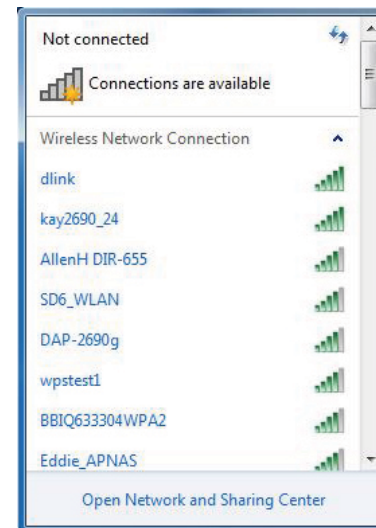 Not connected
Connections are available
Wireless Network Connection
dlink
kay2690_24
AllenH DIR-655
SD6_WLAN
DAP-2690g
wpstest1
BBIQ633304WPA2
Eddie_APNAS
Open Network and Sharing Center